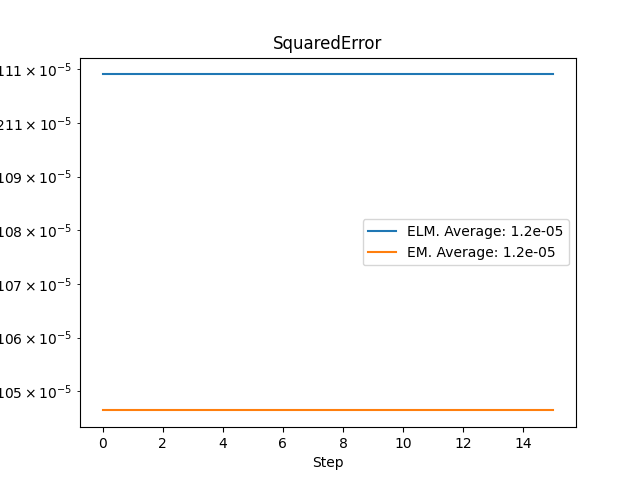 SquaredError
111 × 10⁻⁵
211 × 10⁻⁵
109 × 10⁻⁵
108 × 10⁻⁵
107 × 10⁻⁵
106 × 10⁻⁵
105 × 10⁻⁵
ELM. Average: 1.2e-05
EM. Average: 1.2e-05
0 2 4 6 8 10 12 14
Step